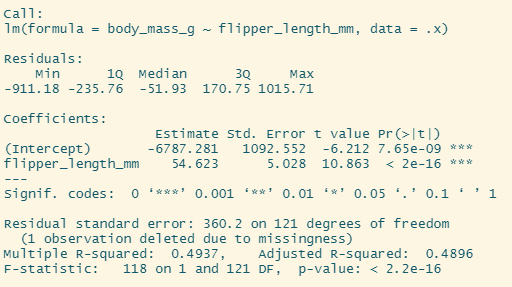 Call:
lm(formula = body_mass_g ~ flipper_length_mm, data = .x)
Residuals:
    Min      1Q  Median      3Q     Max
-911.18 -235.76  -51.93  170.75 1015.71
Coefficients:
                   Estimate Std. Error t value Pr(>|t|)
(Intercept)       -6787.281   1092.552  -6.212 7.65e-09 ***
flipper_length_mm    54.623      5.028  10.863  < 2e-16 ***
---
Signif. codes:  0 ‘***’ 0.001 ‘**’ 0.01 ‘*’ 0.05 ‘.’ 0.1 ‘ ’ 1
Residual standard error: 360.2 on 121 degrees of freedom
  (1 observation deleted due to missingness)
Multiple R-squared:  0.4937,	Adjusted R-squared:  0.4896
F-statistic:   118 on 1 and 121 DF,  p-value: < 2.2e-16